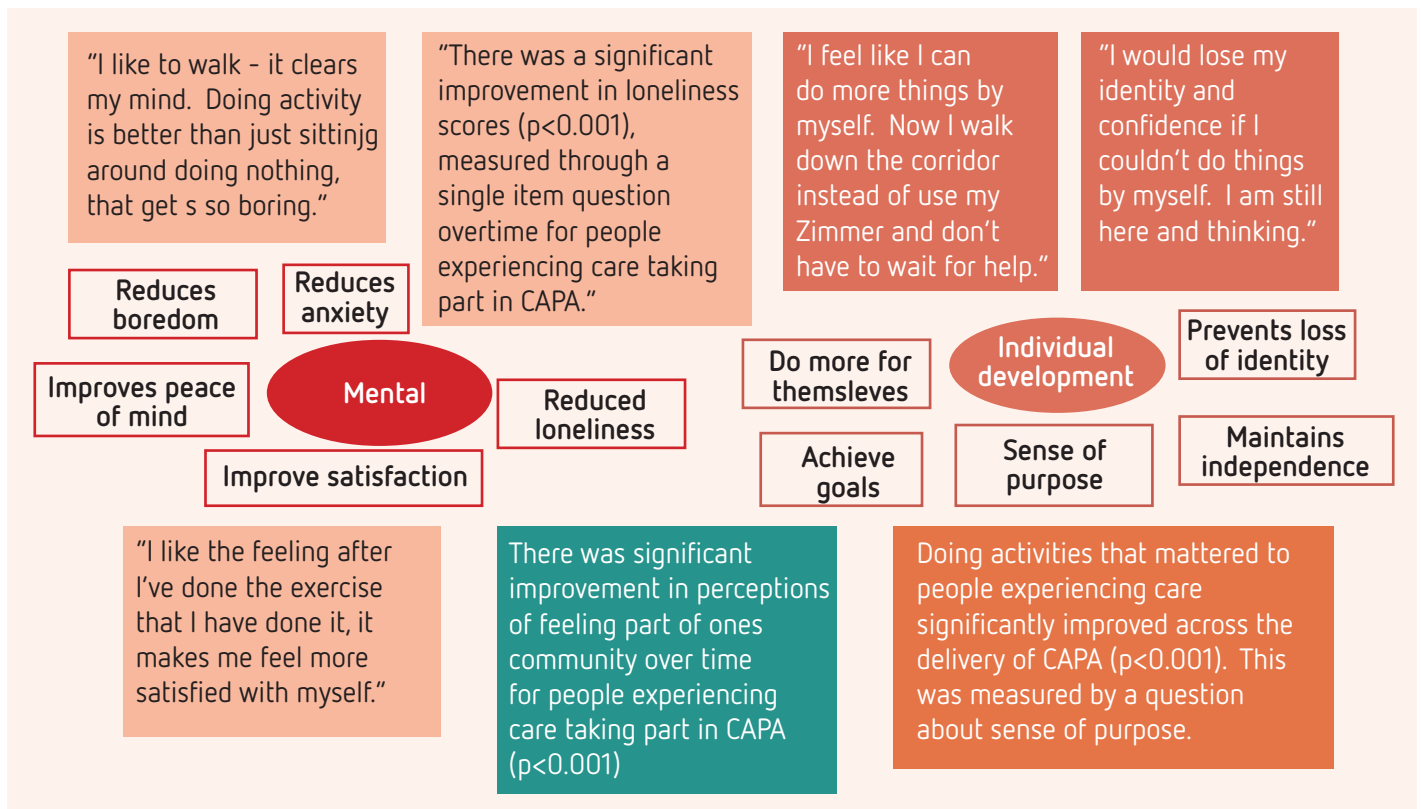 “I like to walk - it clears
my mind.  Doing activity
is better than just sittinjg
around doing nothing,
that get s so boring.”
“There was a significant
improvement in loneliness
scores (p<0.001),
measured through a
single item question
overtime for people
experiencing care taking
part in CAPA.”
“I feel like I can
do more things by
myself.  Now I walk
down the corridor
instead of use my
Zimmer and don’t
have to wait for help.”
“I would lose my
identity and
confidence if I
couldn’t do things
by myself.  I am still
here and thinking.”
Reduces
boredom
Reduces
anxiety
Improves peace
of mind
Mental
Reduced
loneliness
Improve satisfaction
Do more for
themsleves
Individual
development
Prevents loss
of identity
Achieve
goals
Sense of
purpose
Maintains
independence
“I like the feeling after
I’ve done the exercise
that I have done it, it
makes me feel more
satisfied with myself.”
There was significant
improvement in perceptions
of feeling part of ones
community over time
for people experiencing
care taking part in CAPA
(p<0.001)
Doing activities that mattered to
people experiencing care
significantly improved across the
delivery of CAPA (p<0.001).  This
was measured by a question
about sense of purpose.